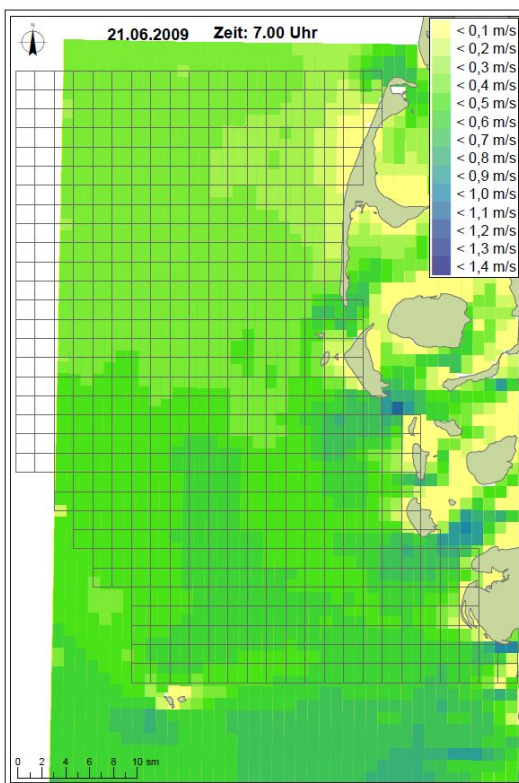 N
21.06.2009 Zeit: 7.00 Uhr
< 0,1 m/s
< 0,2 m/s
< 0,3 m/s
< 0,4 m/s
< 0,5 m/s
< 0,6 m/s
< 0,7 m/s
< 0,8 m/s
< 0,9 m/s
< 1,0 m/s
< 1,1 m/s
< 1,2 m/s
< 1,3 m/s
< 1,4 m/s
4
0 2 4 6 8 10 sm